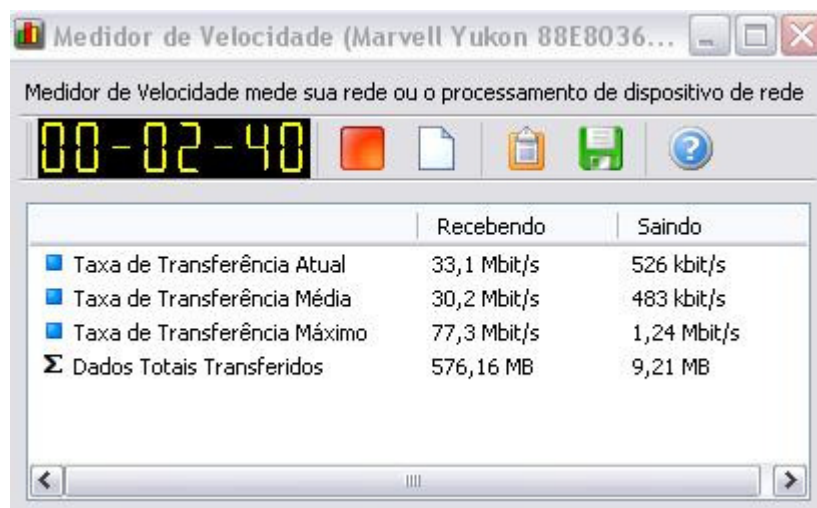 Medidor de Velocidade (Marvell Yukon 88E8036...
Medidor de Velocidade mede sua rede ou o processamento de dispositivo de rede
00-02-40
Recebendo Saindo
Taxa de Transferência Atual 33,1 Mbit/s 526 kbit/s
Taxa de Transferência Média 30,2 Mbit/s 483 kbit/s
Taxa de Transferência Máximo 77,3 Mbit/s 1,24 Mbit/s
Σ Dados Totais Transferidos 576,16 MB 9,21 MB